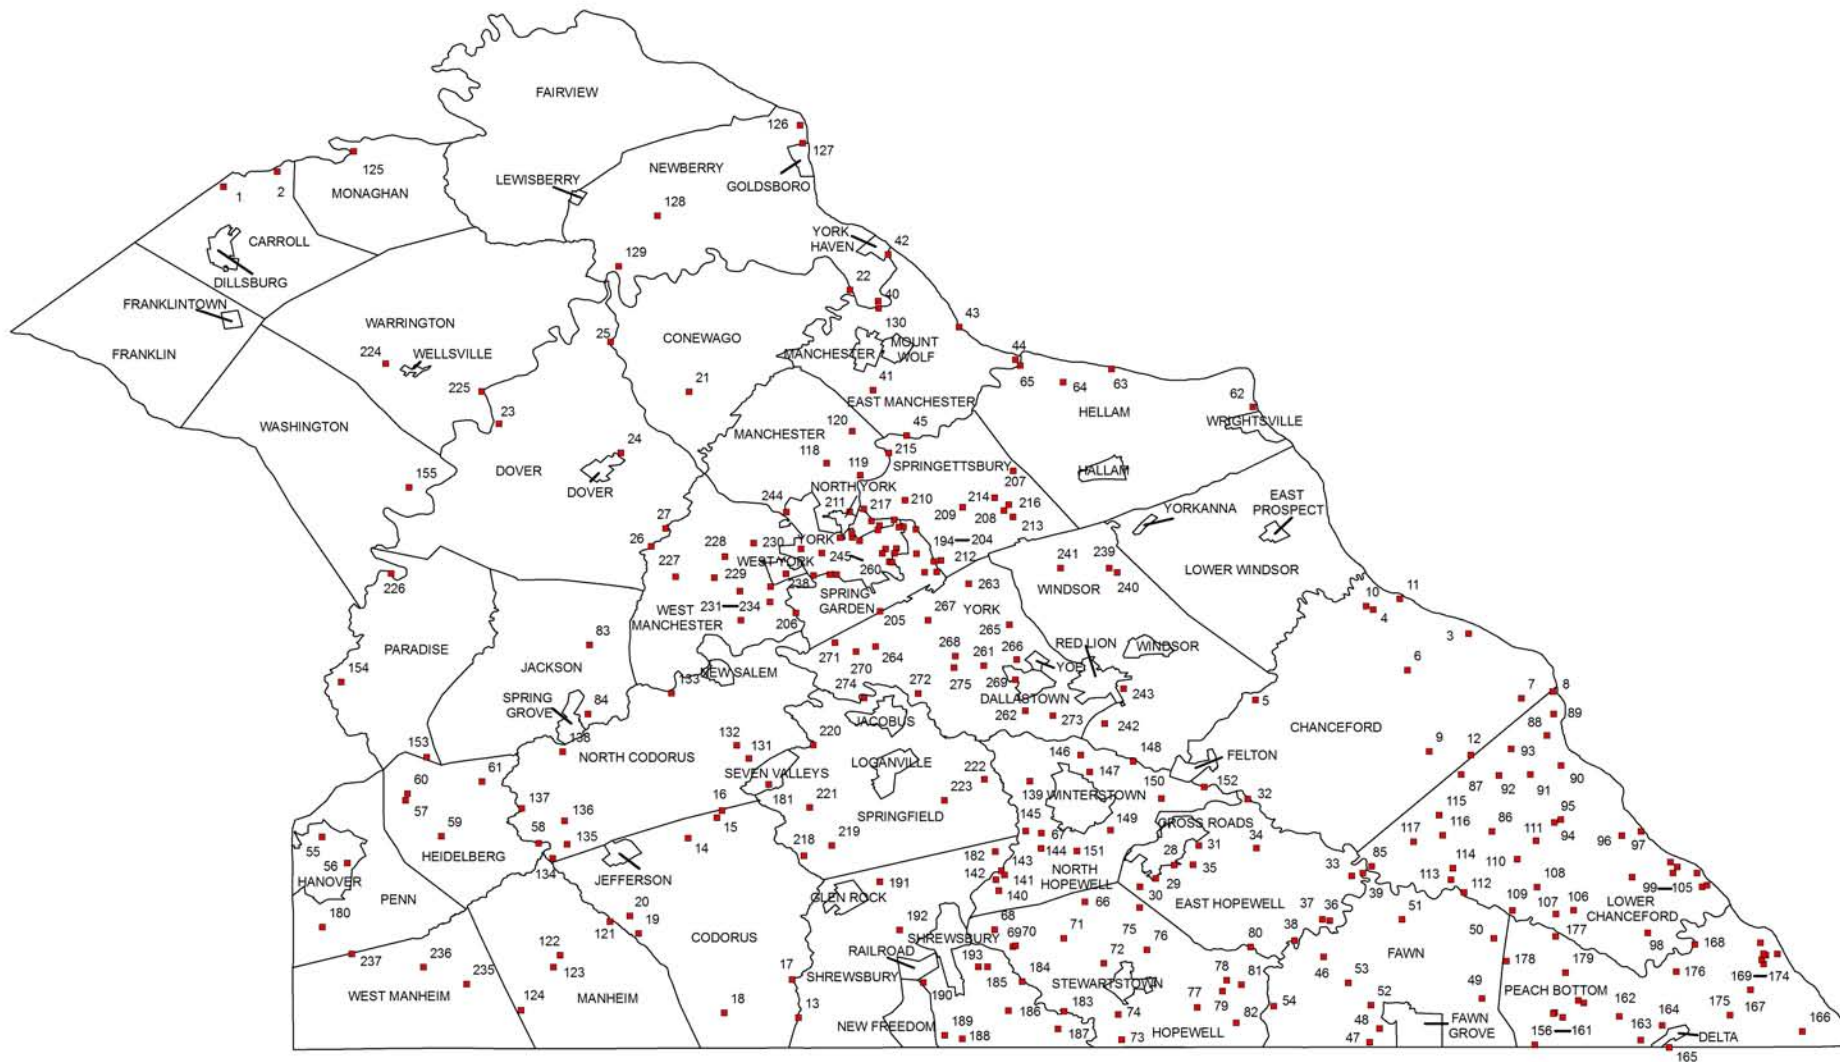 FAIRVIEW
126
127
125
NEWBERRY
LEWISBERRY
GOLDSBORO
1
2
MONAGHAN
128
YORK
HAVEN
42
CARROLL
129
DILLSBURG
22
40
FRANKLINTOWN
130
43
WARRINGTON
25
CONEWAGO
MOUNT
WOLF
FRANKLIN
224
WELLSVILLE
MANCHESTER
44
65
64
63
225
21
41
EAST MANCHESTER
HELLAM
62
WRIGHTSVILLE
23
WASHINGTON
MANCHESTER
120
45
24
118
215
DOVER
119
SPRINGETTSBURY
207
HALLAM
DOVER
155
NORTH YORK
244
211
217
210
214
216
209
208
213
YORKANNA
EAST
PROSPECT
27
26
228
230
YORK
194
204
227
WEST YORK
245
212
241
239
229
238
260
263
240
LOWER WINDSOR
226
WINDSOR
11
10
4
231
234
SPRING
GARDEN
WEST
MANCHESTER
206
205
267
YORK
83
265
3
PARADISE
JACKSON
271
270
264
268
261
266
RED LION
WINDSOR
YOE
6
154
NEW SALEM
133
274
272
275
269
DALLASTOWN
243
5
7
8
SPRING
GROVE
84
JACOBUS
262
273
242
CHANCEFORD
89
88
138
132
220
153
NORTH CODORUS
131
146
148
FELTON
9
12
93
61
SEVEN VALLEYS
LOGANVILLE
222
147
150
152
90
60
57
181
223
139
WINTERSTOWN
32
87
92
91
137
136
16
15
221
SPRINGFIELD
115
95
58
59
135
14
218
219
145
67
149
CROSS ROADS
34
117
116
86
111
94
96
97
55
56
HEIDELBERG
134
JEFFERSON
182
143
144
151
28
31
35
33
85
114
110
HANOVER
142
141
NORTH
HOPEWELL
29
39
113
112
108
99
105
PENN
191
GLEN ROCK
140
30
66
EAST HOPEWELL
109
107
106
LOWER
CHANCEFORD
180
20
19
121
CODORUS
192
68
71
75
37
36
51
SHREWSBURY
69
70
76
38
80
50
177
98
168
RAILROAD
FAWN
237
236
235
122
123
17
SHREWSBURY
193
184
72
46
178
179
176
169
174
185
STEWARTSTOWN
78
81
53
WEST MANHEIM
MANHEIM
190
77
79
52
49
PEACH BOTTOM
175
167
124
18
13
186
183
74
54
162
164
NEW FREEDOM
189
188
187
73
HOPEWELL
82
48
47
FAWN
GROVE
156
161
163
DELTA
166
165